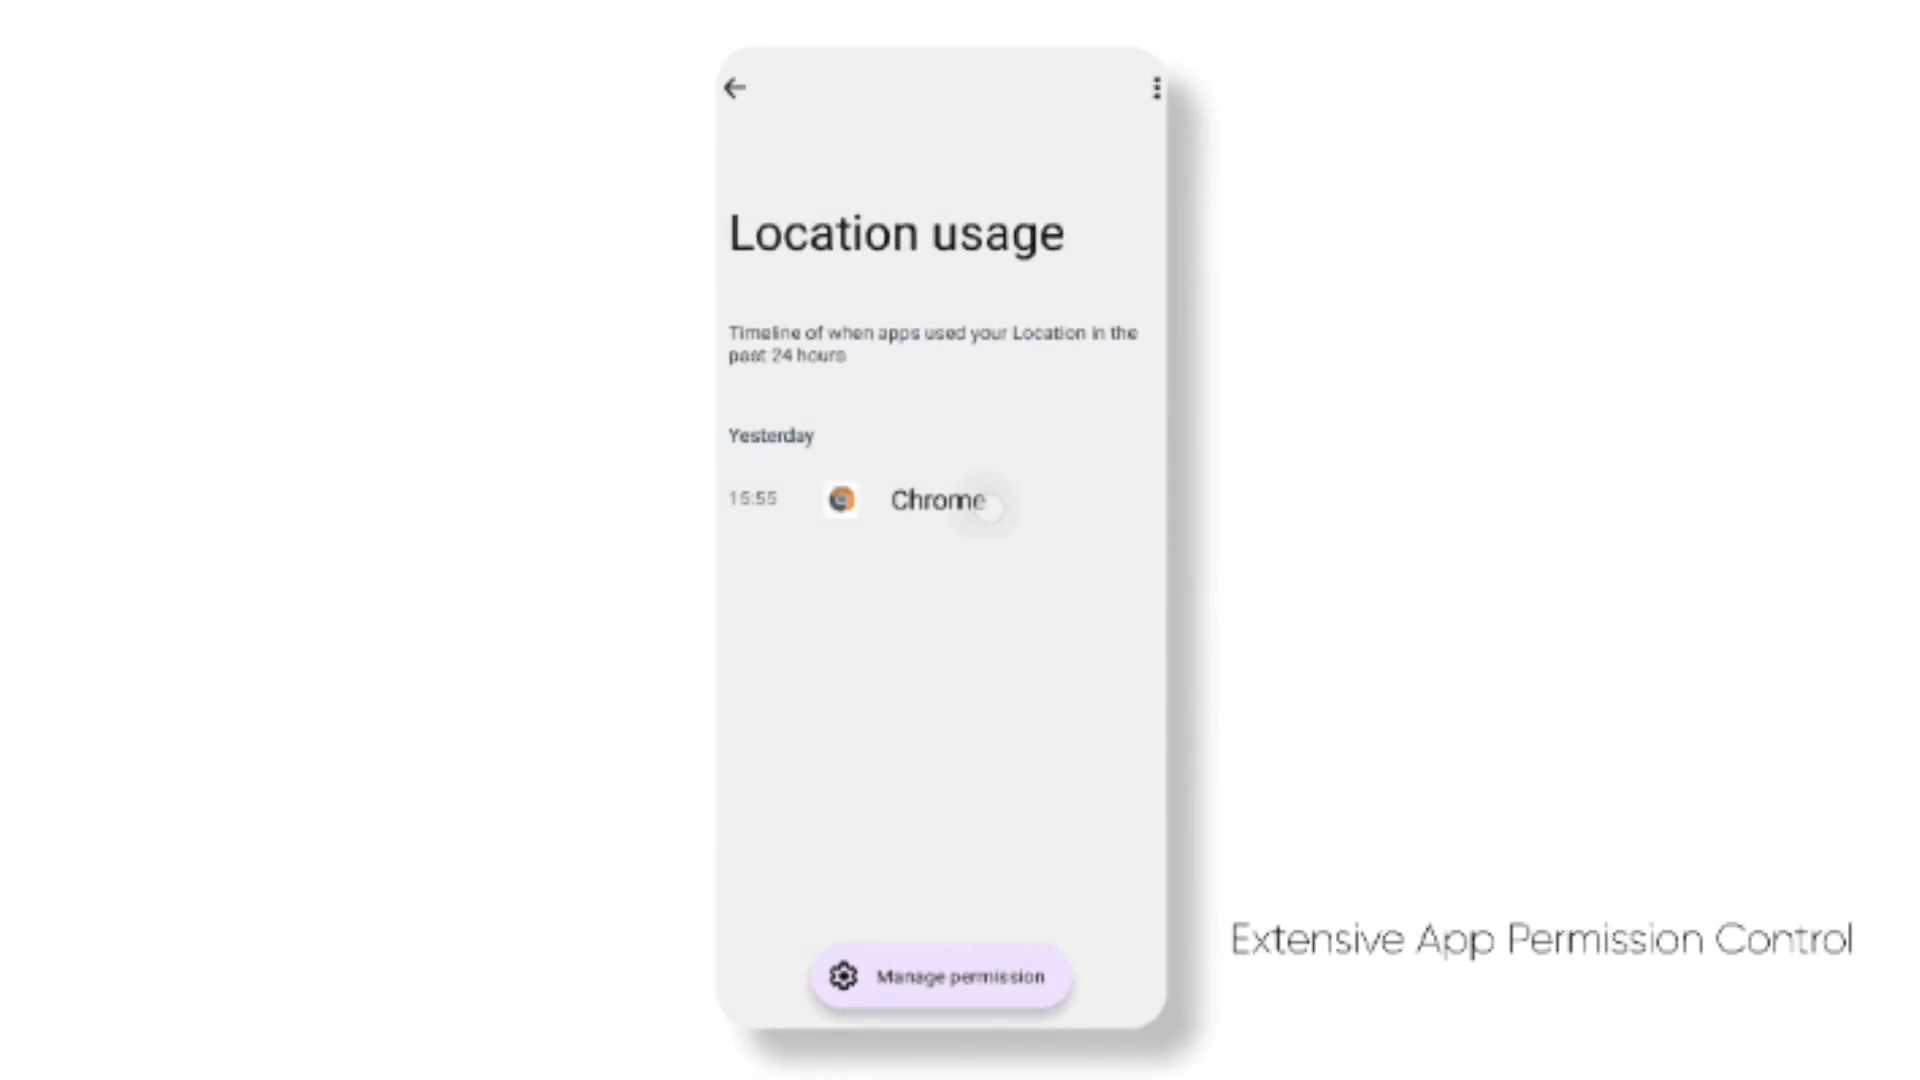 Location usage
Timeline of when apps used your Location in the
past 24 hours
Yesterday
15:55 Chrome
Manage permission
Extensive App Permission Control